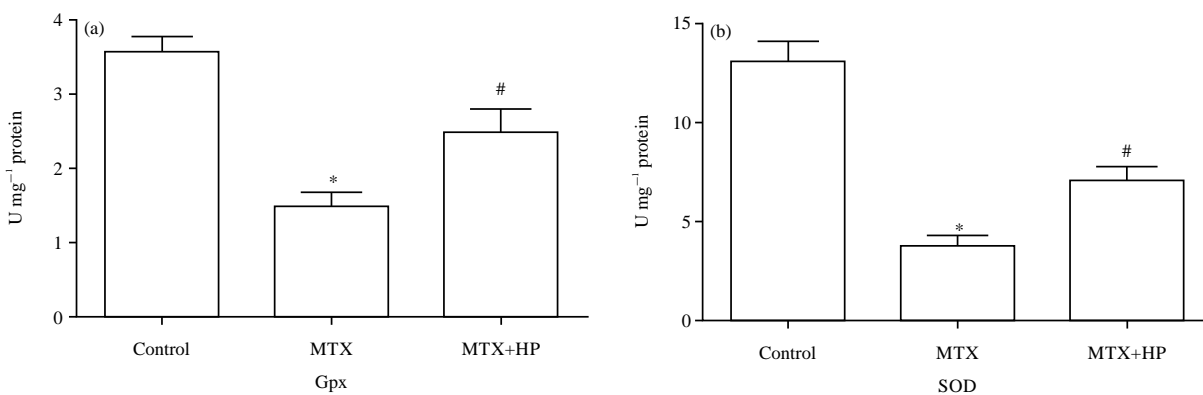 (a)
4
3
2
1
0
U mg⁻¹ protein
*
#
Control MTX MTX+HP
Gpx
(b)
15
10
5
0
U mg⁻¹ protein
*
#
Control MTX MTX+HP
SOD